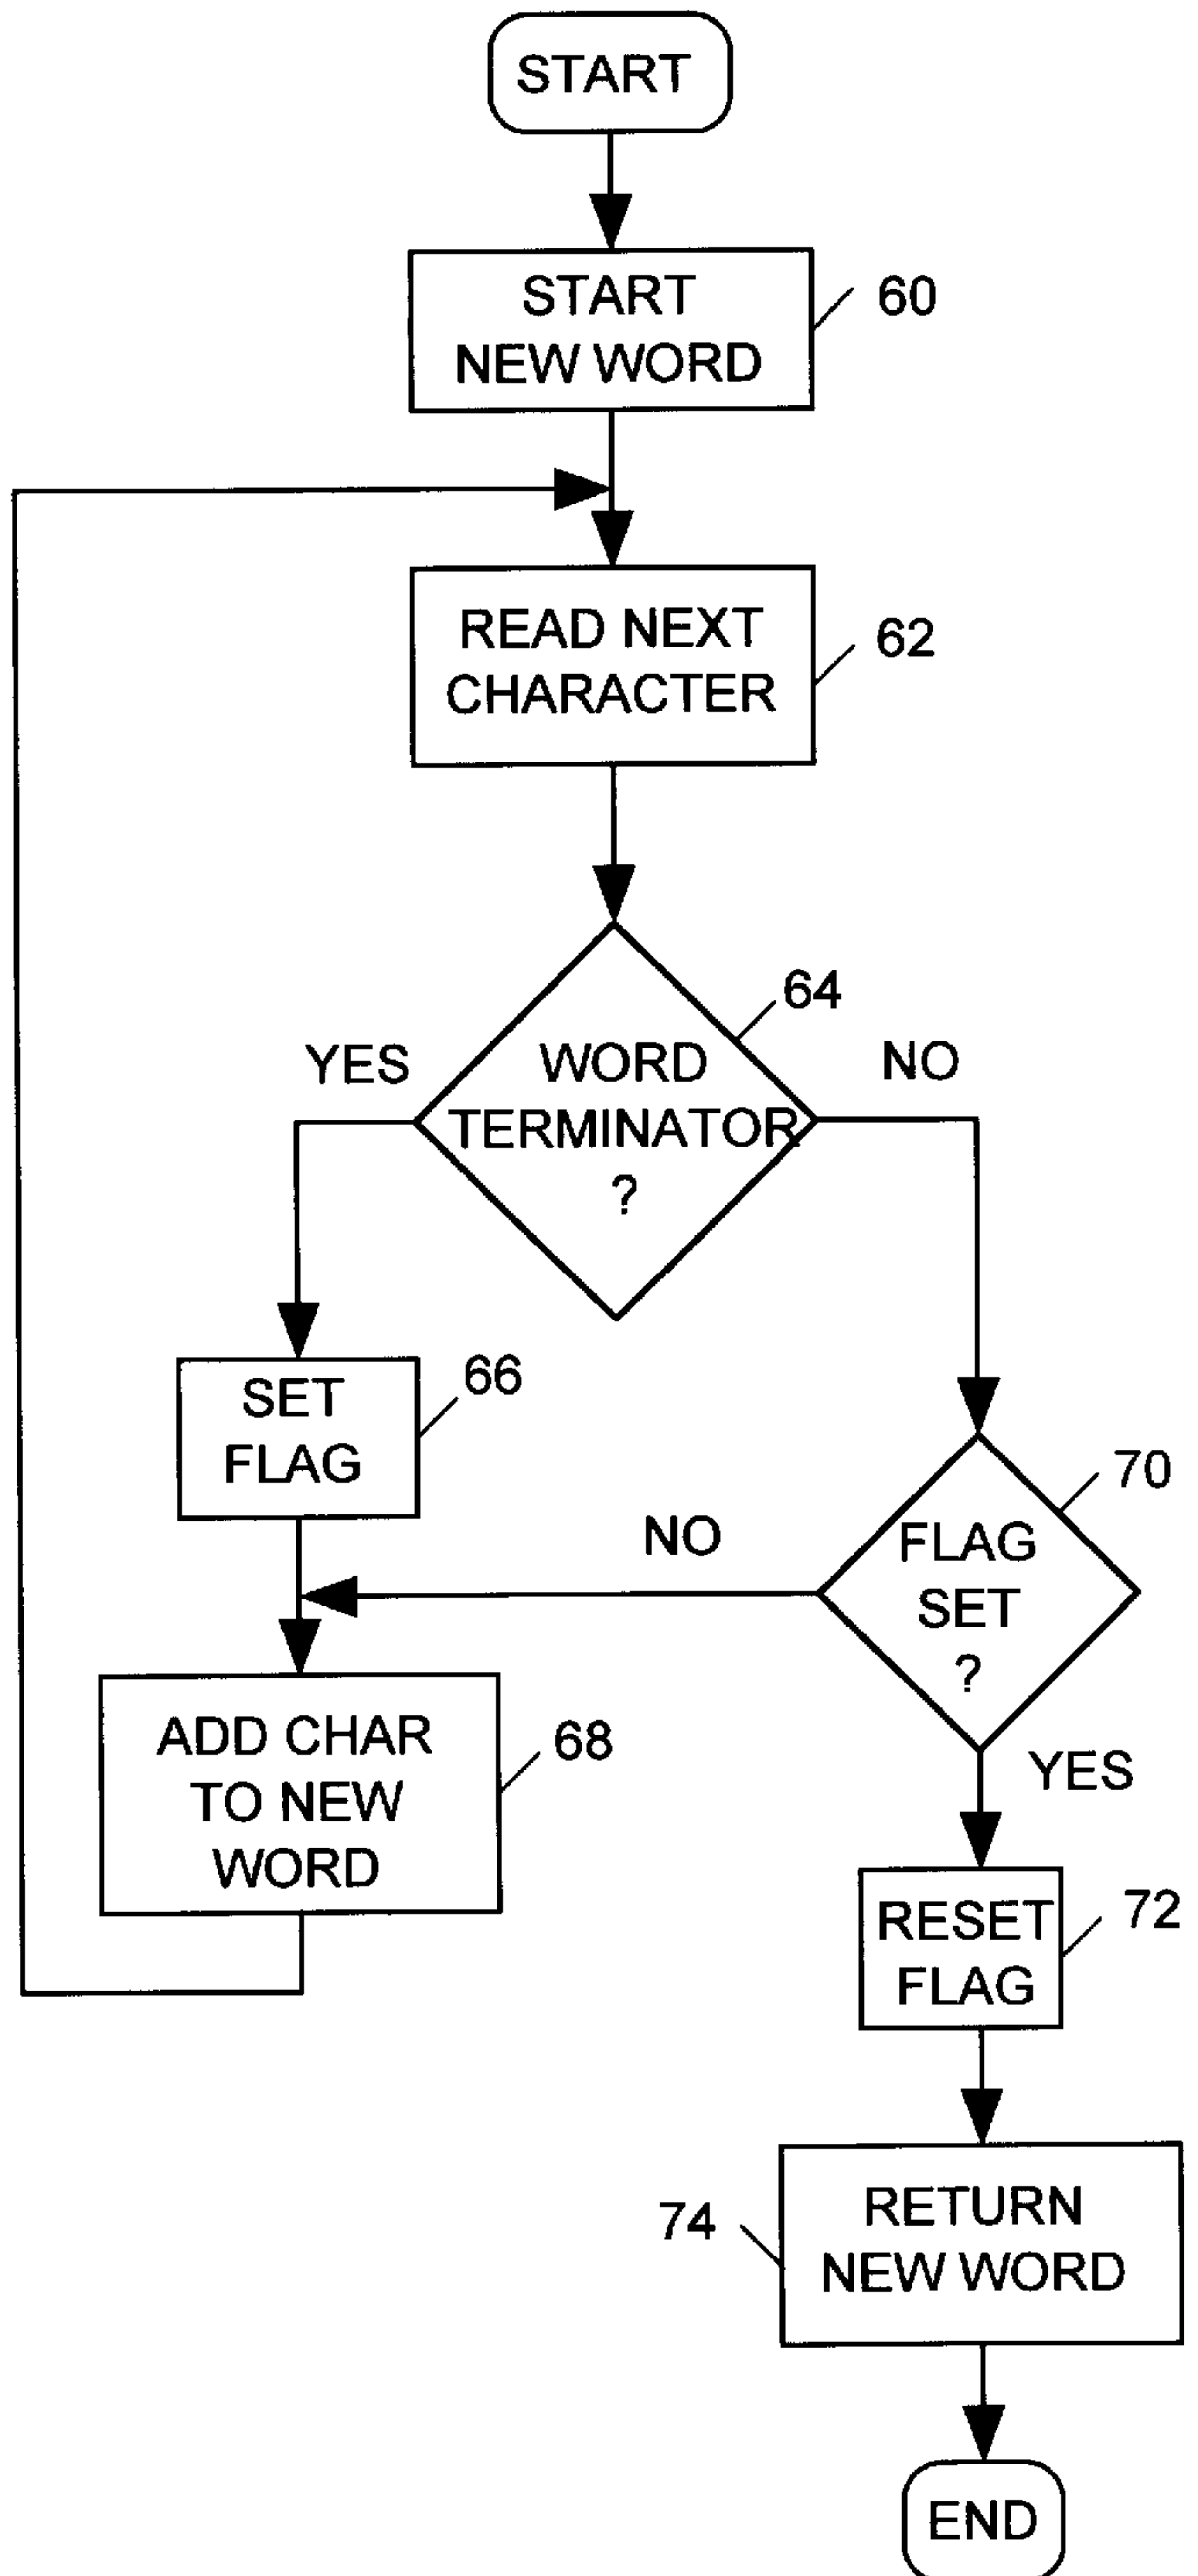 START
START
NEW WORD
60
READ NEXT
CHARACTER
62
64
YES
WORD
TERMINATOR
?
NO
SET
FLAG
66
70
NO
FLAG
SET
?
ADD CHAR
TO NEW
WORD
68
YES
RESET
FLAG
72
RETURN
NEW WORD
74
END